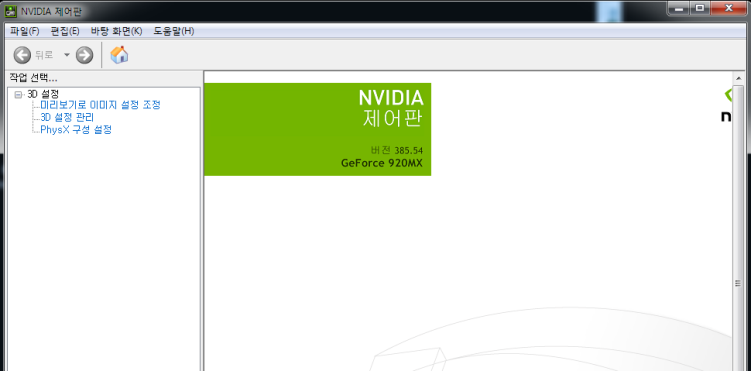 NVIDIA 제어판
파일(F) 편집(E) 바탕 화면(K) 도움말(H)
뒤로
작업 선택...
3D 설정
미리보기로 이미지 설정 조정
3D 설정 관리
PhysX 구성 설정
NVIDIA
제어판
버전 385.54
GeForce 920MX
n